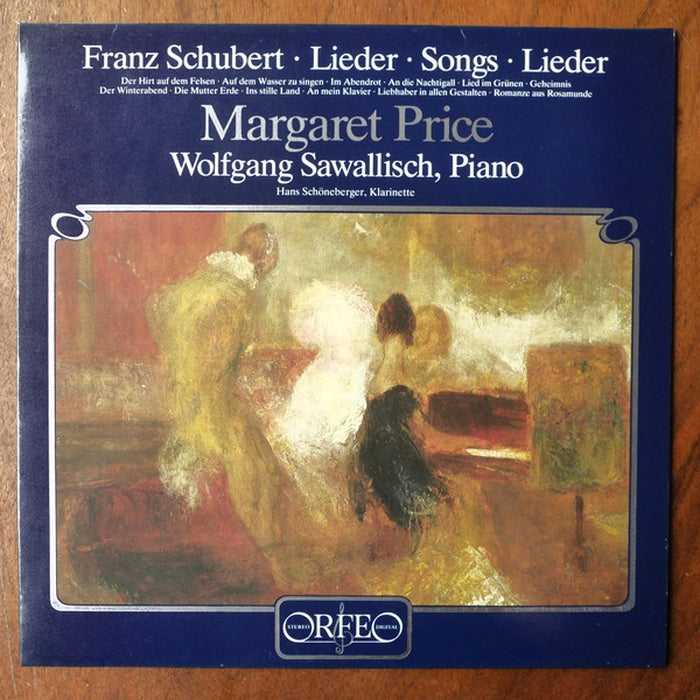 Franz Schubert · Lieder · Songs · Lieder
Der Hirt auf dem Felsen · Auf dem Wasser zu singen · Im Abendrot · An die Nachtigall · Lied im Grünen · Geheimnis
Der Winterabend · Die Mutter Erde · Ins stille Land · An mein Klavier · Liebhaber in allen Gestalten · Romanze aus Rosamunde
Margaret Price
Wolfgang Sawallisch, Piano
Hans Schöneberger, Klarinette
STEREO ORFEO DIGITAL